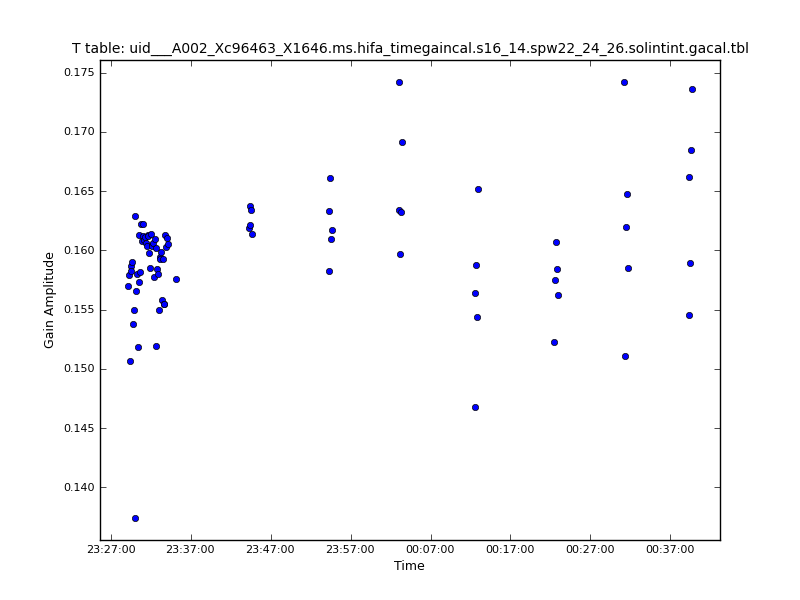 T table: uid___A002_Xc96463_X1646.ms.hifa_timegaincal.s16_14.spw22_24_26.solintint.gacal.tbl
0.175
0.170
0.165
0.160
0.155
0.150
0.145
0.140
Gain Amplitude
23:27:00 23:37:00 23:47:00 23:57:00 00:07:00 00:17:00 00:27:00 00:37:00
Time